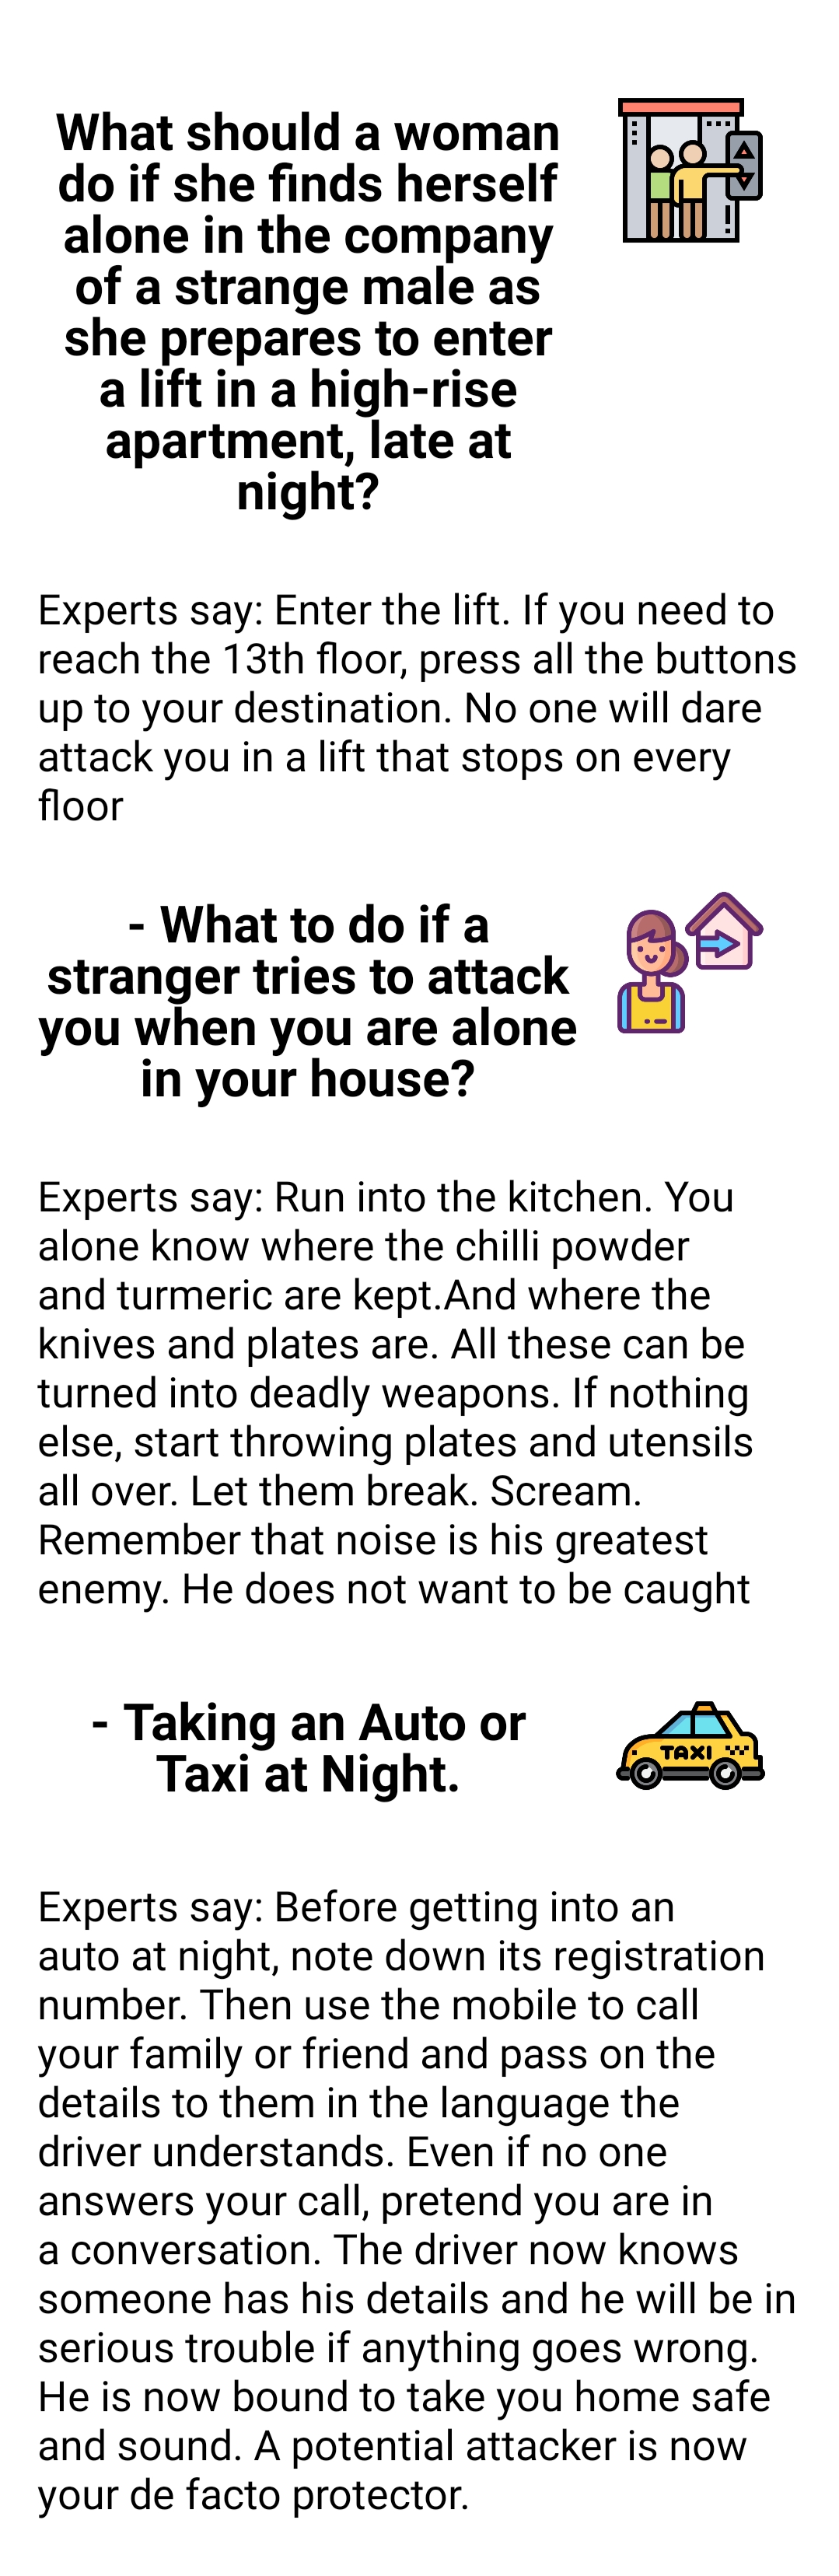 What should a woman
do if she finds herself
alone in the company
of a strange male as
she prepares to enter
a lift in a high-rise
apartment, late at
night?
Experts say: Enter the lift. If you need to
reach the 13th floor, press all the buttons
up to your destination. No one will dare
attack you in a lift that stops on every
floor
- What to do if a
stranger tries to attack
you when you are alone
in your house?
Experts say: Run into the kitchen. You
alone know where the chilli powder
and turmeric are kept.And where the
knives and plates are. All these can be
turned into deadly weapons. If nothing
else, start throwing plates and utensils
all over. Let them break. Scream.
Remember that noise is his greatest
enemy. He does not want to be caught
- Taking an Auto or
Taxi at Night.
TAXI
Experts say: Before getting into an
auto at night, note down its registration
number. Then use the mobile to call
your family or friend and pass on the
details to them in the language the
driver understands. Even if no one
answers your call, pretend you are in
a conversation. The driver now knows
someone has his details and he will be in
serious trouble if anything goes wrong.
He is now bound to take you home safe
and sound. A potential attacker is now
your de facto protector.